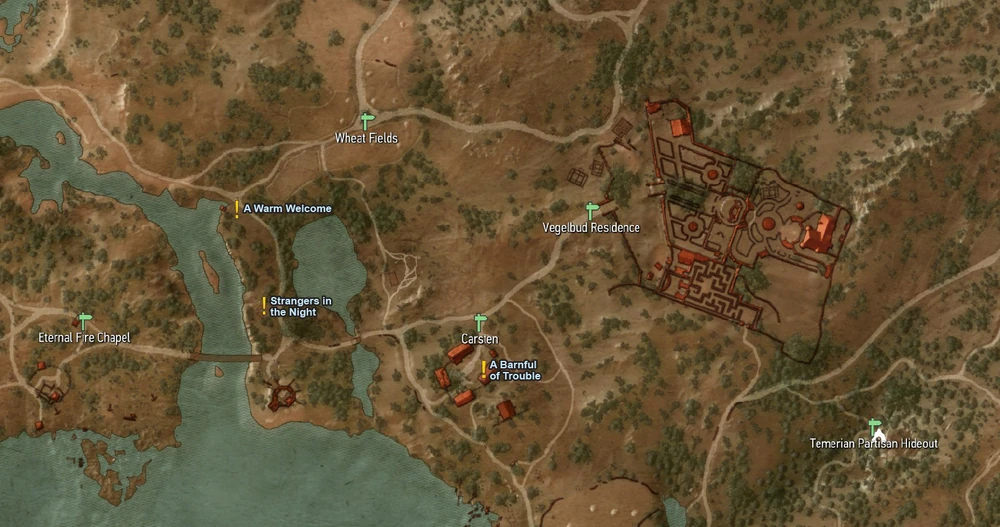 Wheat Fields
A Warm Welcome
Vegelbud Residence
Strangers in
the Night
Eternal Fire Chapel
Carsten
A Barnful
of Trouble
Temerian Partisan Hideout